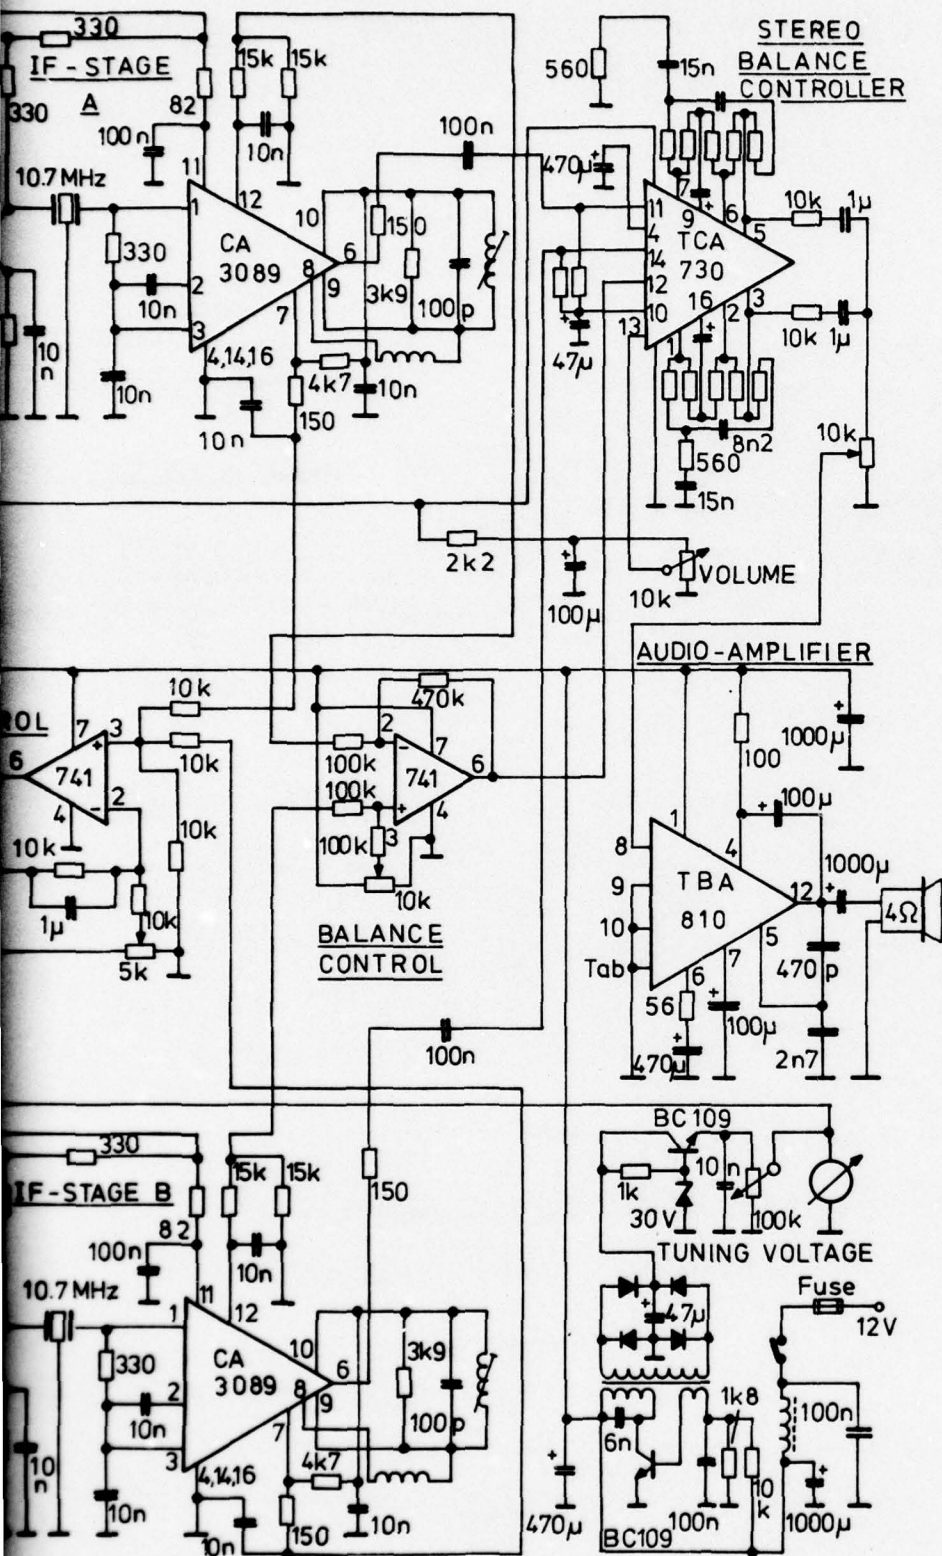 330
IF-STAGE
A
330
82
100n
15k
15k
10n
11
12
10.7MHz
1
CA
3089
330
2
10n
3
10
n
10n
4,14,16
10n
10
6
8
9
7
150
3k9
100p
4k7
150
10n
100n
STEREO
BALANCE
CONTROLLER
560
15n
470µ
+
11
4
14
12
10
13
7
9
+
6
5
TCA
730
16
3
2
1
+
10k
1µ
10k
1µ
47µ
+
8n2
560
15n
10k
2k2
+
100µ
10k
VOLUME
AUDIO-AMPLIFIER
ROL
6
741
7
3
+
-
2
4
10k
10k
10k
10k
1µ
10k
5k
470k
100k
2
-
741
7
6
100k
+
4
100k
3
10k
BALANCE
CONTROL
100
+
1000µ
+
100µ
8
1
4
9
TBA
810
12
+
1000µ
4Ω
10
5
7
Tab
6
56
470µ
+
+
100µ
470p
2n7
100n
330
IF-STAGE B
82
100n
15k
15k
10n
11
12
10.7MHz
1
CA
3089
330
2
10n
3
10
n
10n
4,14,16
10n
10
6
8
9
7
150
3k9
100p
4k7
150
10n
BC109
1k
10n
30V
100k
TUNING VOLTAGE
+
47µ
Fuse
12V
1k8
6n
100n
+
470µ
BC109
100n
10
k
+
1000µ